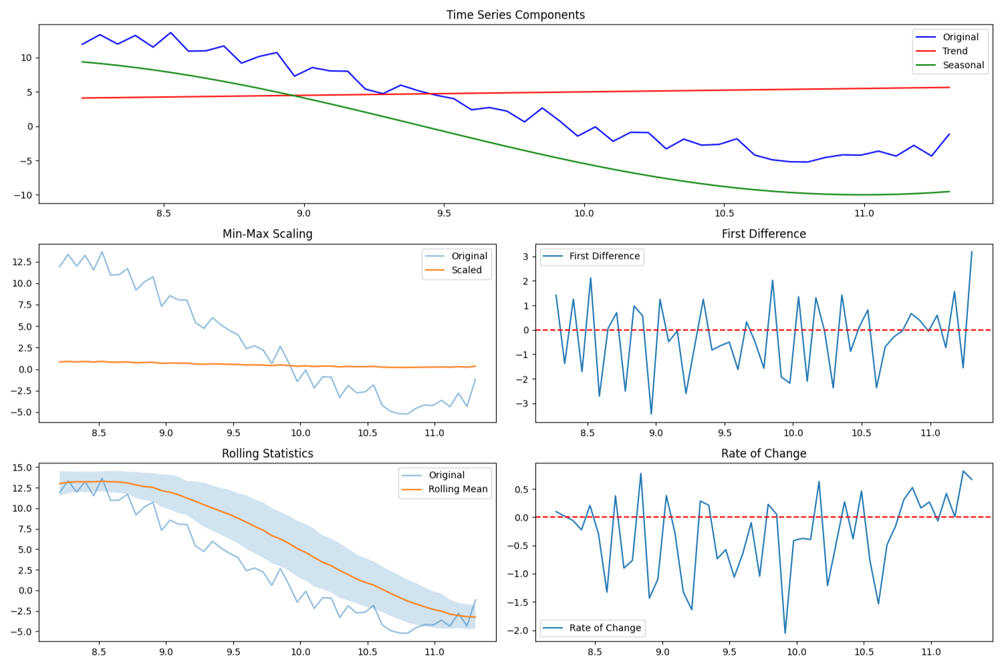 Time Series Components
Original
Trend
Seasonal
10
5
0
−5
−10
8.5 9.0 9.5 10.0 10.5 11.0
Min-Max Scaling
Original
Scaled
12.5
10.0
7.5
5.0
2.5
0.0
−2.5
−5.0
8.5 9.0 9.5 10.0 10.5 11.0
First Difference
First Difference
3
2
1
0
−1
−2
−3
8.5 9.0 9.5 10.0 10.5 11.0
Rolling Statistics
Original
Rolling Mean
15.0
12.5
10.0
7.5
5.0
2.5
0.0
−2.5
−5.0
8.5 9.0 9.5 10.0 10.5 11.0
Rate of Change
0.5
0.0
−0.5
−1.0
−1.5
−2.0
Rate of Change
8.5 9.0 9.5 10.0 10.5 11.0